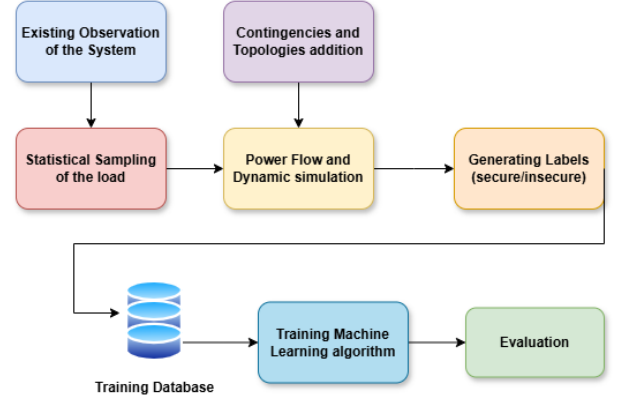 Existing Observation
of the System
Contingencies and
Topologies addition
Statistical Sampling
of the load
Power Flow and
Dynamic simulation
Generating Labels
(secure/insecure)
Training Database
Training Machine
Learning algorithm
Evaluation